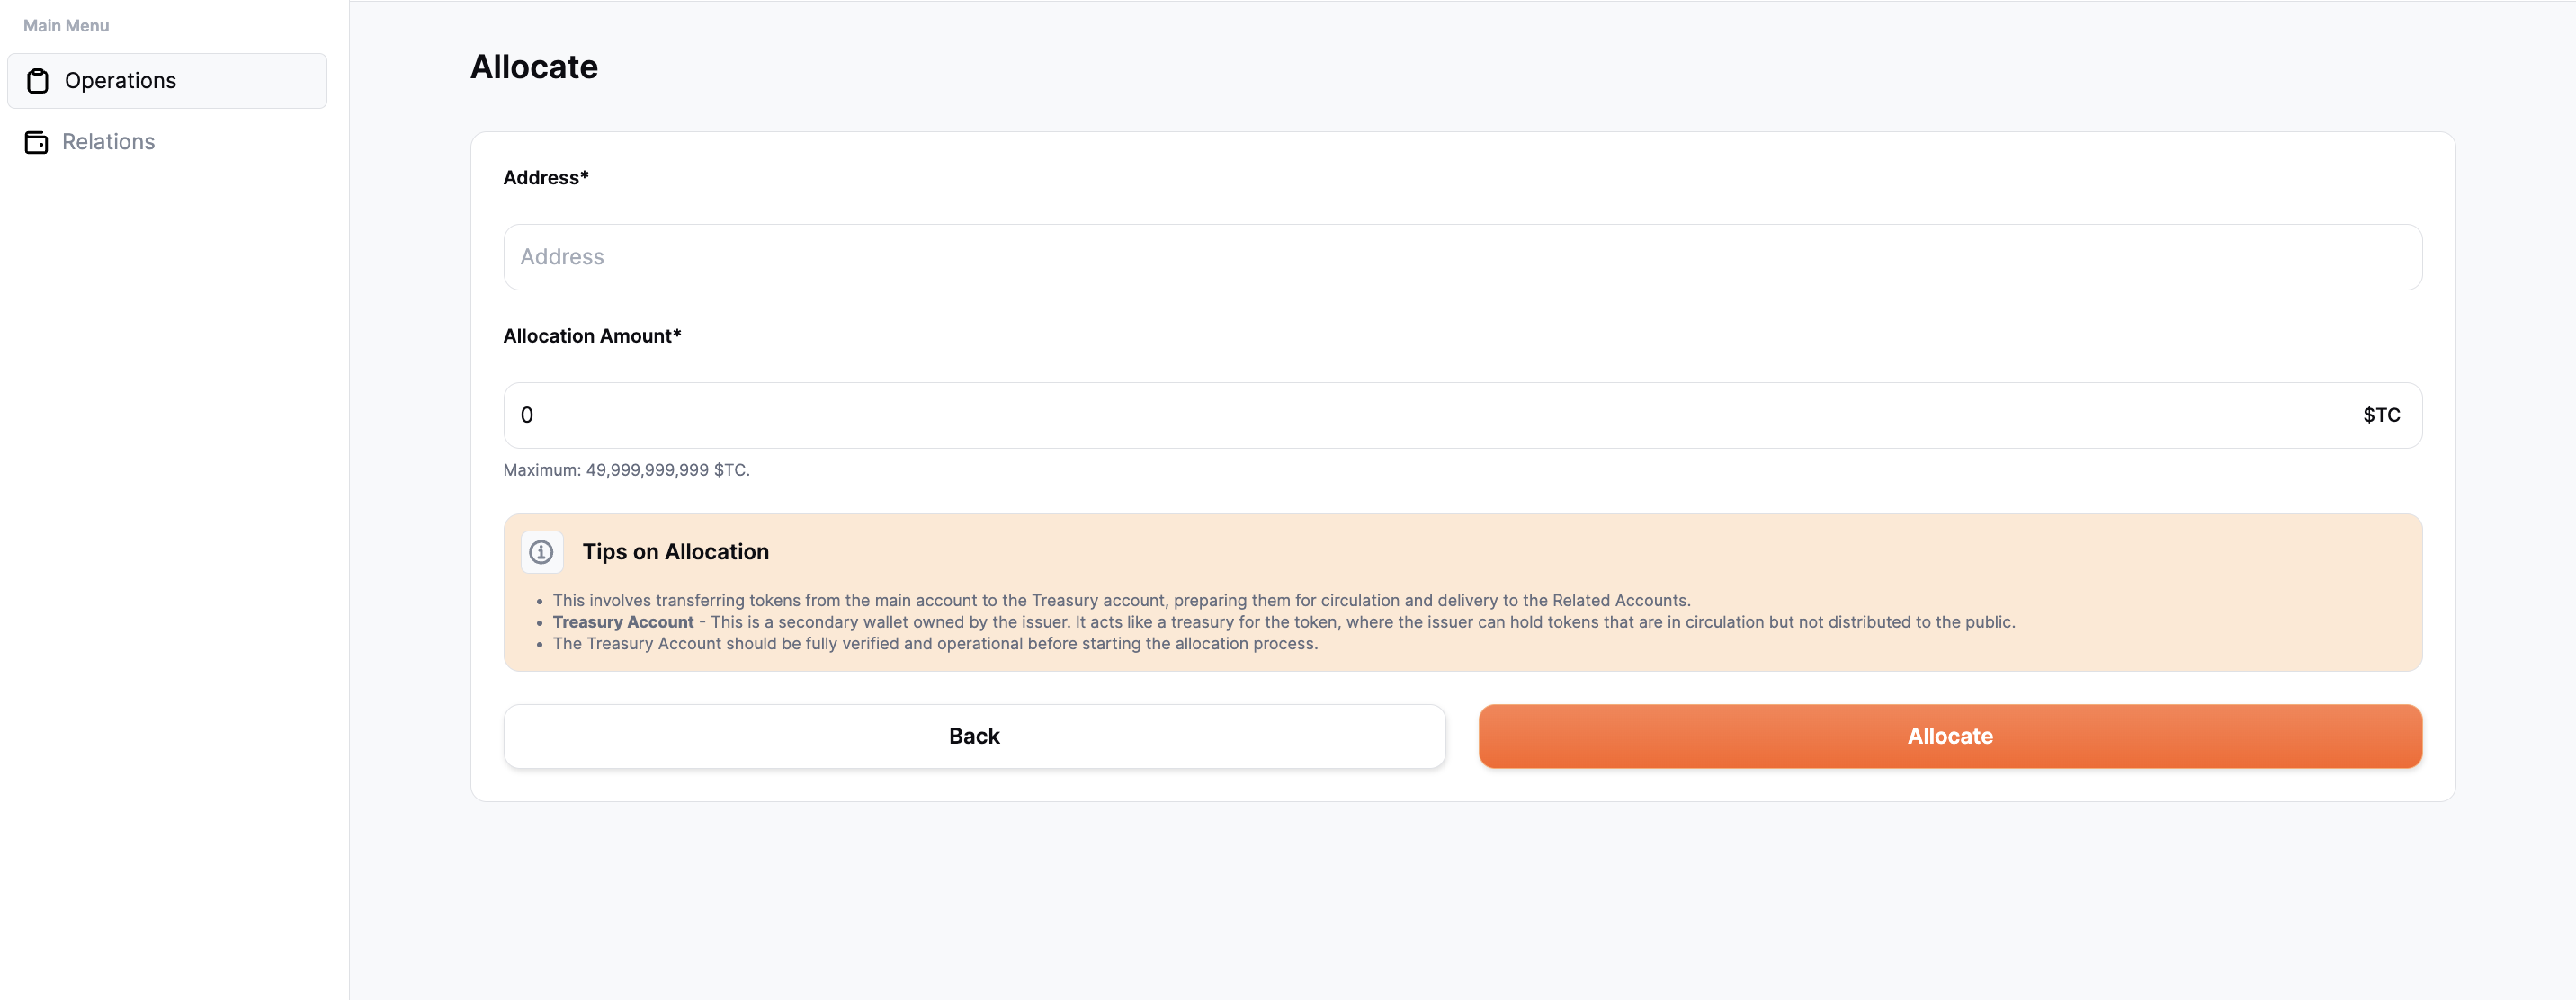 Main Menu
Operations
Relations
Allocate
Address*
Address
Allocation Amount*
0 $TC
Maximum: 49,999,999,999 $TC.
Tips on Allocation
• This involves transferring tokens from the main account to the Treasury account, preparing them for circulation and delivery to the Related Accounts.
• Treasury Account - This is a secondary wallet owned by the issuer. It acts like a treasury for the token, where the issuer can hold tokens that are in circulation but not distributed to the public.
• The Treasury Account should be fully verified and operational before starting the allocation process.
Back Allocate